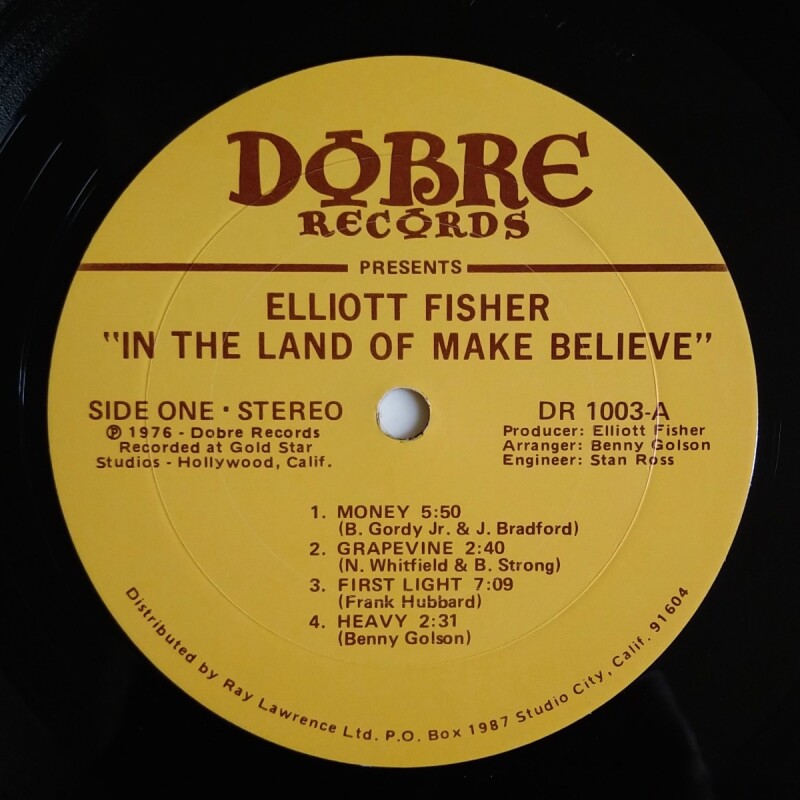 DOBRE
RECORDS
PRESENTS
ELLIOTT FISHER
"IN THE LAND OF MAKE BELIEVE"
SIDE ONE · STEREO
℗ 1976 - Dobre Records
Recorded at Gold Star
Studios - Hollywood, Calif.
DR 1003-A
Producer: Elliott Fisher
Arranger: Benny Golson
Engineer: Stan Ross
1. MONEY 5:50
(B. Gordy Jr. & J. Bradford)
2. GRAPEVINE 2:40
(N. Whitfield & B. Strong)
3. FIRST LIGHT 7:09
(Frank Hubbard)
4. HEAVY 2:31
(Benny Golson)
Distributed by Ray Lawrence Ltd. P.O. Box 1987 Studio City, Calif. 91604